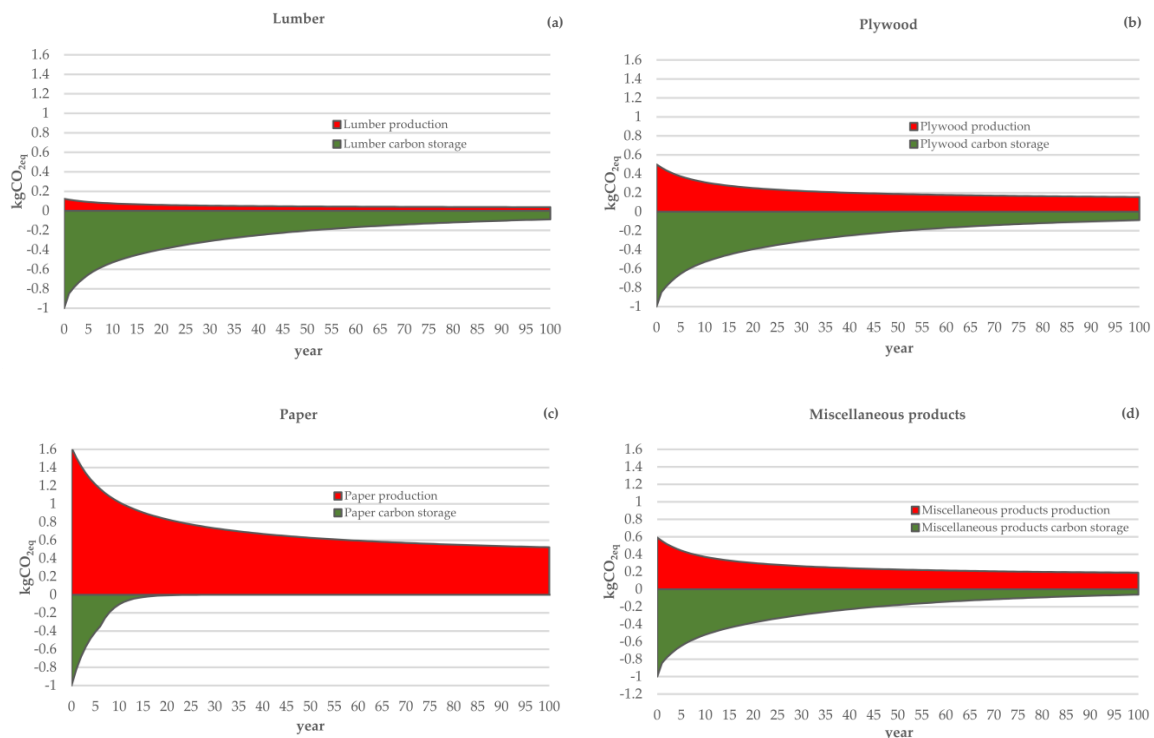 Lumber
(a)
1.6
1.4
1.2
1
0.8
0.6
0.4
0.2
0
-0.2
-0.4
-0.6
-0.8
-1
kgCO2eq
Lumber production
Lumber carbon storage
0 5 10 15 20 25 30 35 40 45 50 55 60 65 70 75 80 85 90 95 100
year
Plywood
(b)
1.6
1.4
1.2
1
0.8
0.6
0.4
0.2
0
-0.2
-0.4
-0.6
-0.8
-1
kgCO2eq
Plywood production
Plywood carbon storage
0 5 10 15 20 25 30 35 40 45 50 55 60 65 70 75 80 85 90 95 100
year
Paper
(c)
1.6
1.4
1.2
1
0.8
0.6
0.4
0.2
0
-0.2
-0.4
-0.6
-0.8
-1
kgCO2eq
Paper production
Paper carbon storage
0 5 10 15 20 25 30 35 40 45 50 55 60 65 70 75 80 85 90 95 100
year
Miscellaneous products
(d)
1.6
1.4
1.2
1
0.8
0.6
0.4
0.2
0
-0.2
-0.4
-0.6
-0.8
-1
-1.2
kgCO2eq
Miscellaneous products production
Miscellaneous products carbon storage
0 5 10 15 20 25 30 35 40 45 50 55 60 65 70 75 80 85 90 95 100
year